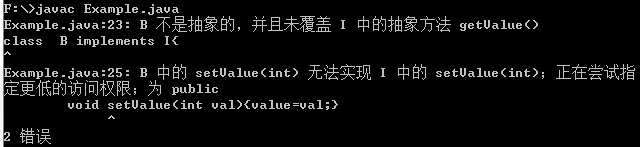 F:\>javac Example.java
Example.java:23: B 不是抽象的，并且未覆盖 I 中的抽象方法 getValue()
class  B implements I{
^
Example.java:25: B 中的 setValue(int) 无法实现 I 中的 setValue(int)；正在尝试指
定更低的访问权限；为 public
        void setValue(int val){value=val;}
             ^
2 错误